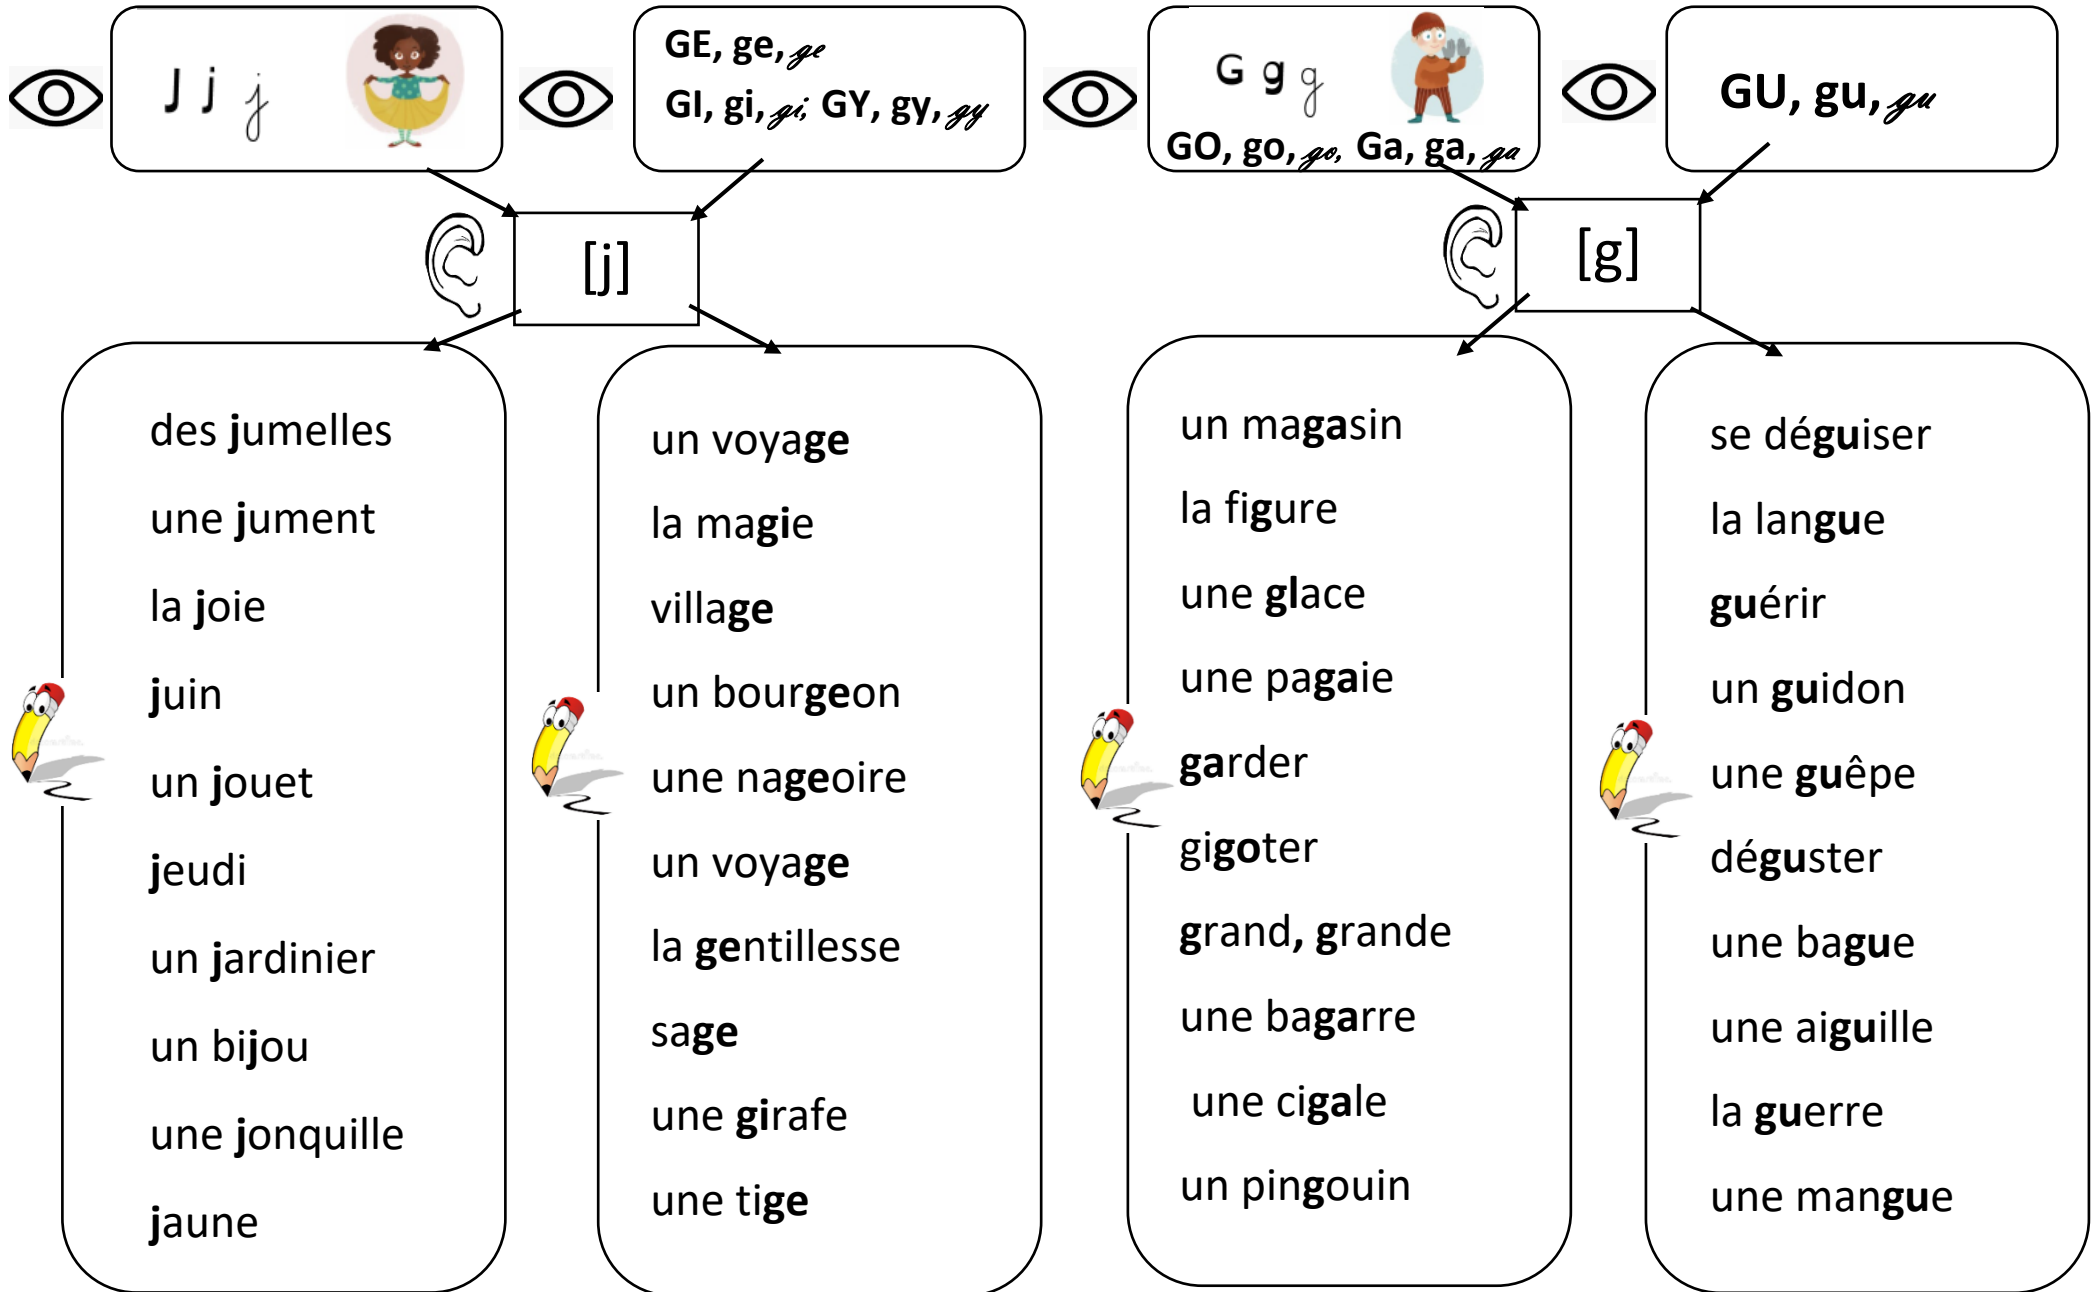 J j j
GE, ge, ge
GI, gi, gi; GY, gy, gy
G g g
GO, go, go, Ga, ga, ga
GU, gu, gu
[j]
[g]
des jumelles
une jument
la joie
juin
un jouet
jeudi
un jardinier
un bijou
une jonquille
jaune
un voyage
la magie
village
un bourgeon
une nageoire
un voyage
la gentillesse
sage
une girafe
une tige
un magasin
la figure
une glace
une pagaie
garder
gigoter
grand, grande
une bagarre
une cigale
un pingouin
se déguiser
la langue
guérir
un guidon
une guêpe
déguster
une bague
une aiguille
la guerre
une mangue